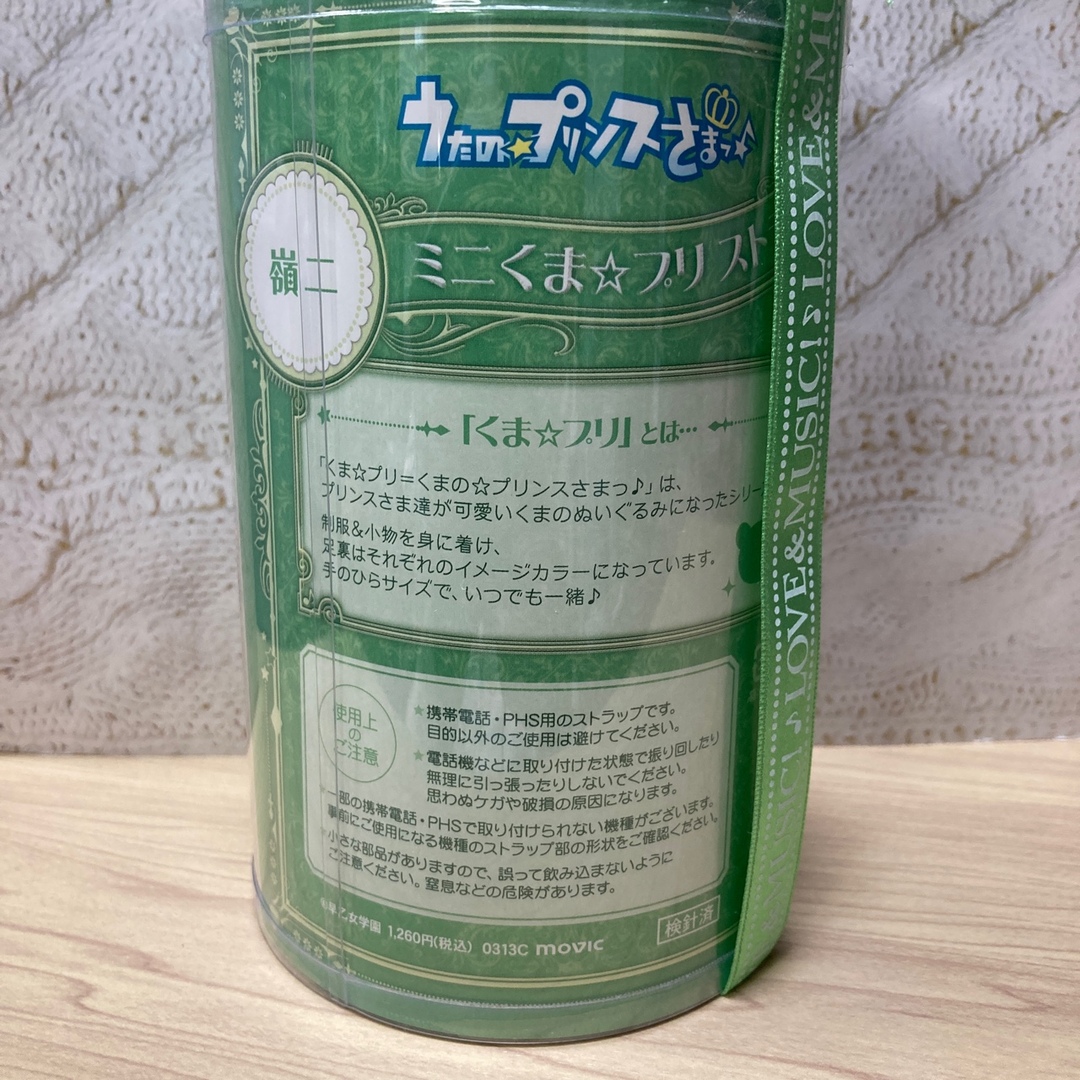 うたの☆プリンスさまっ♪
嶺二
ミニくま☆プリ スト
「くま☆プリ」とは…
「くま☆プリ＝くまの☆プリンスさまっ♪」は、
プリンスさま達が可愛いくまのぬいぐるみになったシリー
制服＆小物を身に着け、
足裏はそれぞれのイメージカラーになっています。
手のひらサイズで、いつでも一緒♪
使用上
の
ご注意
★携帯電話・PHS用のストラップです。
目的以外のご使用は避けてください。
★電話機などに取り付けた状態で振り回したり
無理に引っ張ったりしないでください。
思わぬケガや破損の原因になります。
一部の携帯電話・PHSで取り付けられない機種がございます。
事前にご使用になる機種のストラップ部の形状をご確認ください。
小さな部品がありますので、誤って飲み込まないように
ご注意ください。窒息などの危険があります。
©早乙女学園 1,260円(税込) 0313C movic
検針済
MUSIC!♪LOVE&MUSIC!♪LOVE&MU